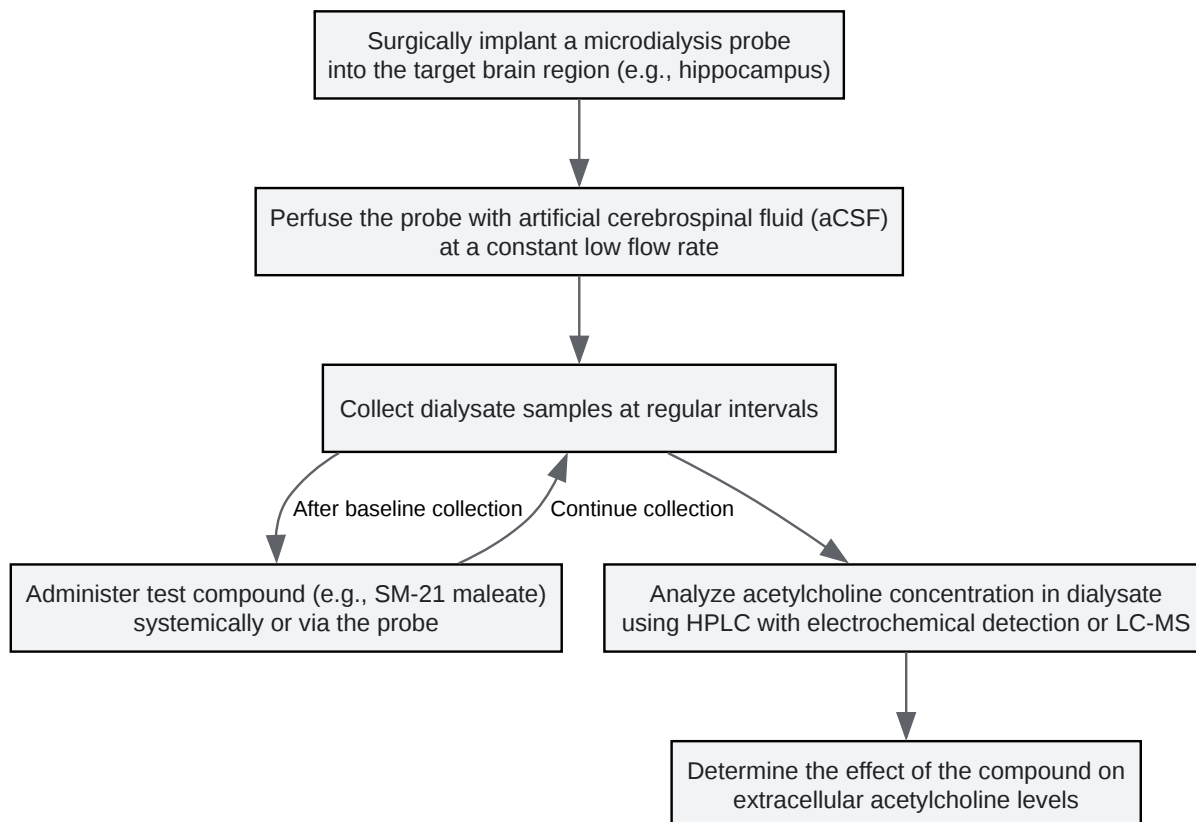 Surgically implant a microdialysis probe
into the target brain region (e.g., hippocampus)
Perfuse the probe with artificial cerebrospinal fluid (aCSF)
at a constant low flow rate
Collect dialysate samples at regular intervals
After baseline collection
Continue collection
Administer test compound (e.g., SM-21 maleate)
systemically or via the probe
Analyze acetylcholine concentration in dialysate
using HPLC with electrochemical detection or LC-MS
Determine the effect of the compound on
extracellular acetylcholine levels